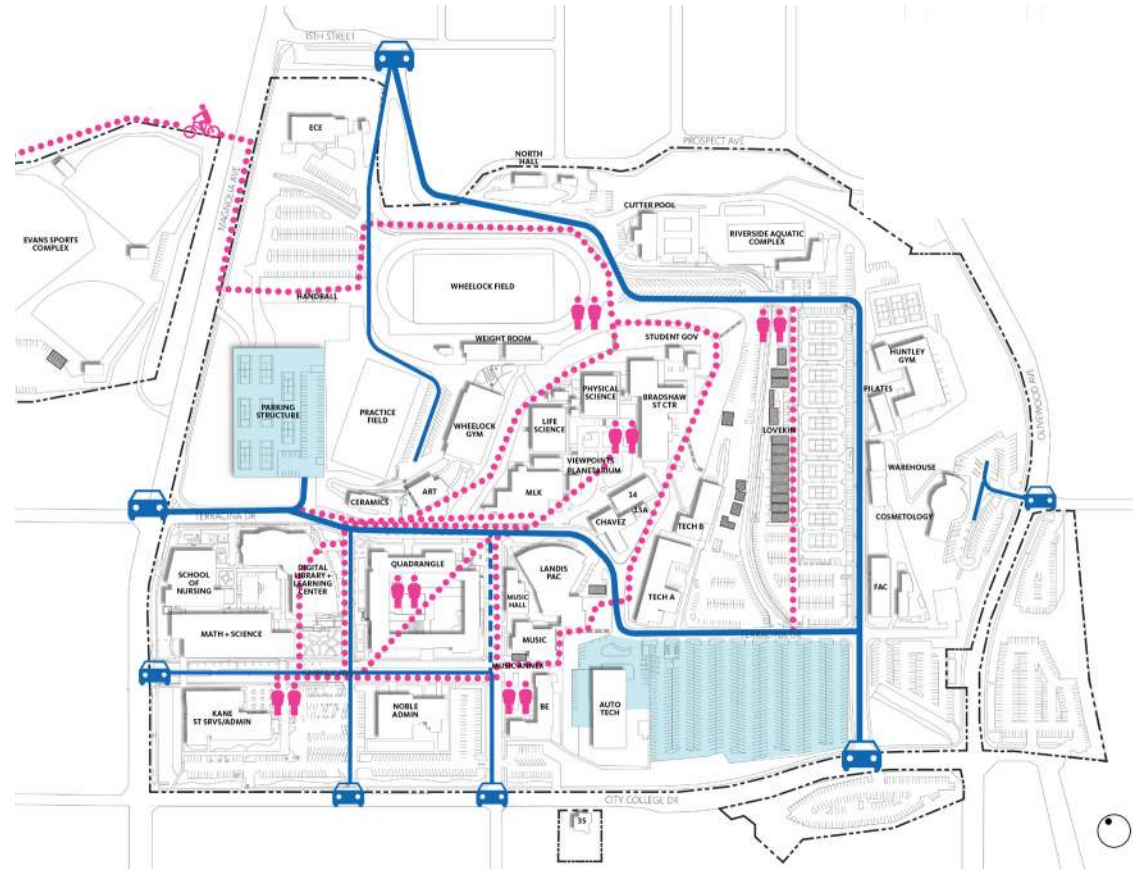 15TH STREET
ECE
MAGNOLIA AVE
NORTH
HALL
PROSPECT AVE
CUTTER POOL
RIVERSIDE AQUATIC
COMPLEX
EVANS SPORTS
COMPLEX
WHEELOCK FIELD
HANDBALL
WEIGHT ROOM
STUDENT GOV
HUNTLEY
GYM
PILATES
OLIVEWOOD AVE
PARKING
STRUCTURE
PRACTICE
FIELD
WHEELOCK
GYM
PHYSICAL
SCIENCE
BRADSHAW
ST CTR
LIFE
SCIENCE
LOVEKIN
VIEWPOINTS
PLANETARIUM
WAREHOUSE
MLK
ART
CERAMICS
14
15A
CHAVEZ
TECH B
COSMETOLOGY
TERRACINA DR
QUADRANGLE
DIGITAL
LIBRARY +
LEARNING
CENTER
SCHOOL
OF
NURSING
LANDIS
PAC
MUSIC
HALL
TECH A
FAC
MATH + SCIENCE
MUSIC
TERRACINA DR
MUSIC ANNEX
KANE
ST SRVS/ADMIN
NOBLE
ADMIN
BE
AUTO
TECH
CITY COLLEGE DR
35